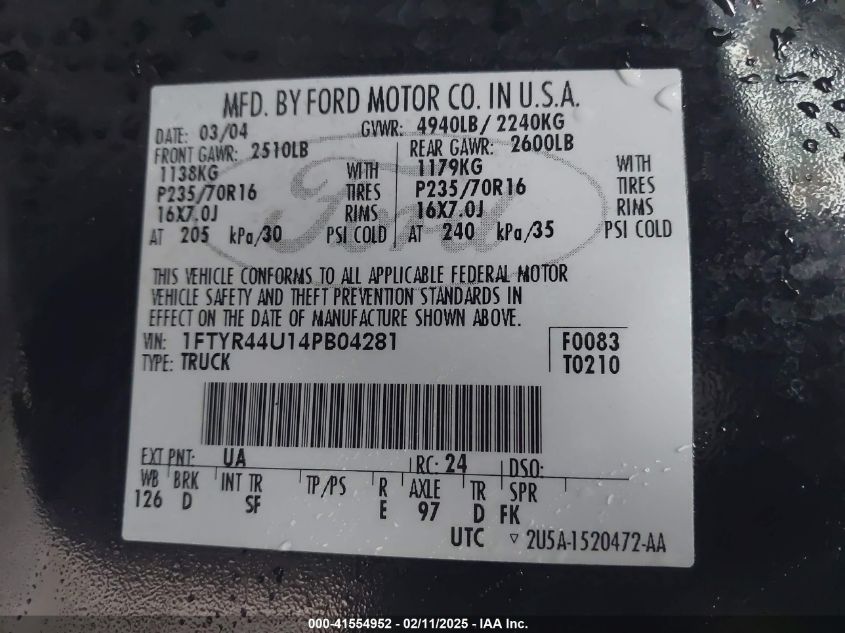 MFD. BY FORD MOTOR CO. IN U.S.A.
DATE: 03/04 GVWR: 4940LB/ 2240KG
FRONT GAWR: 2510LB REAR GAWR: 2600LB
1138KG WITH 1179KG WITH
P235/70R16 TIRES P235/70R16 TIRES
16X7.0J RIMS 16X7.0J RIMS
AT 205 kPa/30 PSI COLD AT 240 kPa/35 PSI COLD
Ford
THIS VEHICLE CONFORMS TO ALL APPLICABLE FEDERAL MOTOR
VEHICLE SAFETY AND THEFT PREVENTION STANDARDS IN
EFFECT ON THE DATE OF MANUFACTURE SHOWN ABOVE.
VIN: 1FTYR44U14PB04281 F0083
TYPE: TRUCK T0210
EXT PNT: UA RC: 24 DSO:
WB BRK INT TR TP/PS R AXLE TR SPR
126 D SF E 97 D FK
UTC ▽ 2U5A-1520472-AA
000-41554952 - 02/11/2025 - IAA Inc.